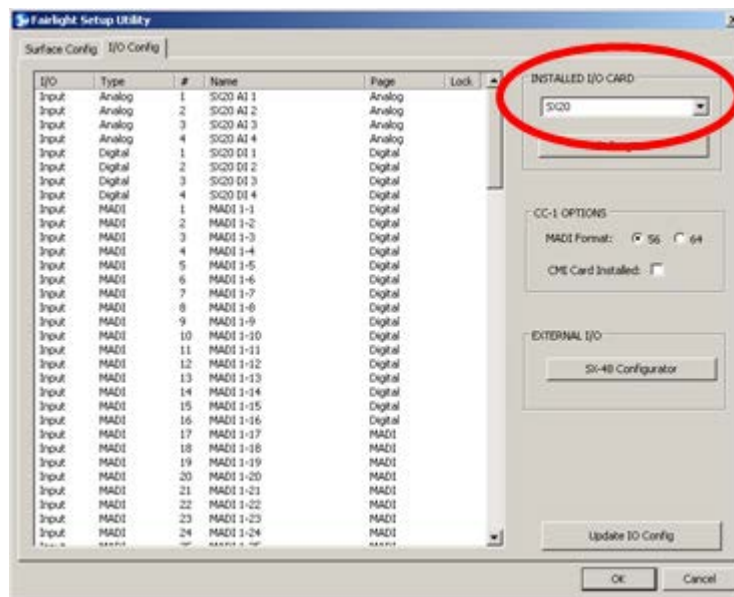 Fairlight Setup Utility
Surface Config I/O Config
I/O Type # Name Page Lock
Input Analog 1 SX20 AI 1 Analog
Input Analog 2 SX20 AI 2 Analog
Input Analog 3 SX20 AI 3 Analog
Input Analog 4 SX20 AI 4 Analog
Input Digital 1 SX20 DI 1 Digital
Input Digital 2 SX20 DI 2 Digital
Input Digital 3 SX20 DI 3 Digital
Input Digital 4 SX20 DI 4 Digital
Input MADI 1 MADI 1-1 Digital
Input MADI 2 MADI 1-2 Digital
Input MADI 3 MADI 1-3 Digital
Input MADI 4 MADI 1-4 Digital
Input MADI 5 MADI 1-5 Digital
Input MADI 6 MADI 1-6 Digital
Input MADI 7 MADI 1-7 Digital
Input MADI 8 MADI 1-8 Digital
Input MADI 9 MADI 1-9 Digital
Input MADI 10 MADI 1-10 Digital
Input MADI 11 MADI 1-11 Digital
Input MADI 12 MADI 1-12 Digital
Input MADI 13 MADI 1-13 Digital
Input MADI 14 MADI 1-14 Digital
Input MADI 15 MADI 1-15 Digital
Input MADI 16 MADI 1-16 Digital
Input MADI 17 MADI 1-17 MADI
Input MADI 18 MADI 1-18 MADI
Input MADI 19 MADI 1-19 MADI
Input MADI 20 MADI 1-20 MADI
Input MADI 21 MADI 1-21 MADI
Input MADI 22 MADI 1-22 MADI
Input MADI 23 MADI 1-23 MADI
Input MADI 24 MADI 1-24 MADI
INSTALLED I/O CARD
SX20
CC-1 OPTIONS
MADI Format: 56 64
CMI Card Installed:
EXTERNAL I/O
SX-48 Configurator
Update IO Config
OK Cancel